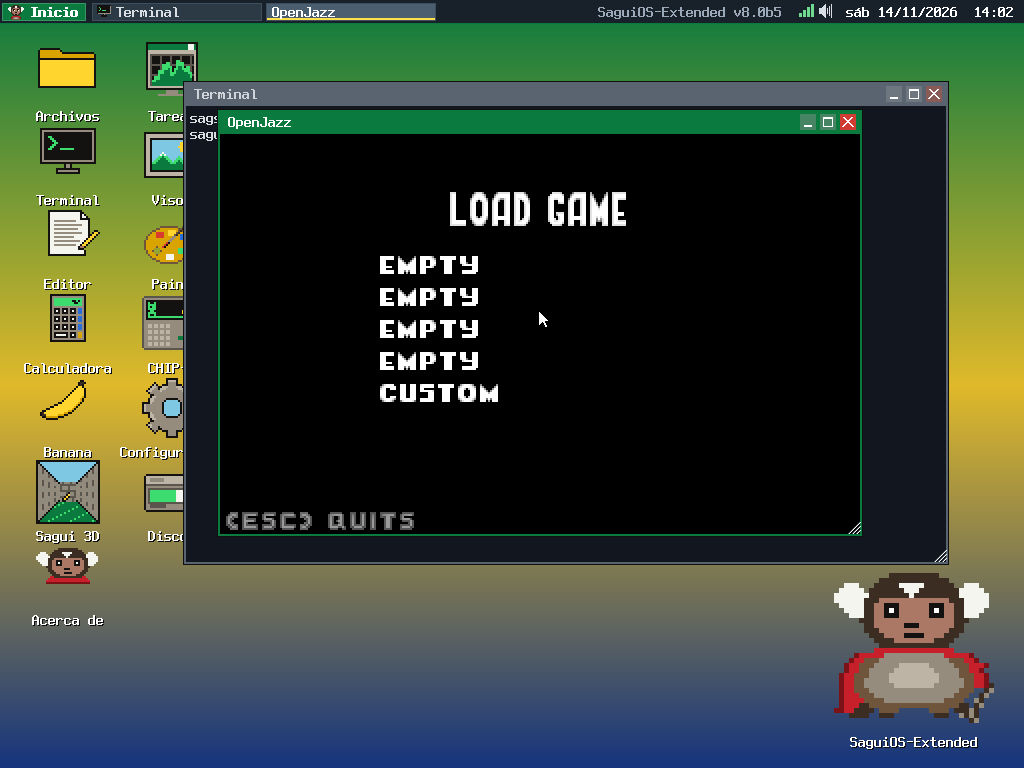 Inicio
Terminal
OpenJazz
SaguiOS-Extended v8.0b5
sáb 14/11/2026 14:02
Archivos
Terminal
Editor
Calculadora
Banana
Sagui 3D
Acerca de
Terminal
OpenJazz
LOAD GAME
EMPTY
EMPTY
EMPTY
EMPTY
CUSTOM
(ESC) QUITS
SaguiOS-Extended